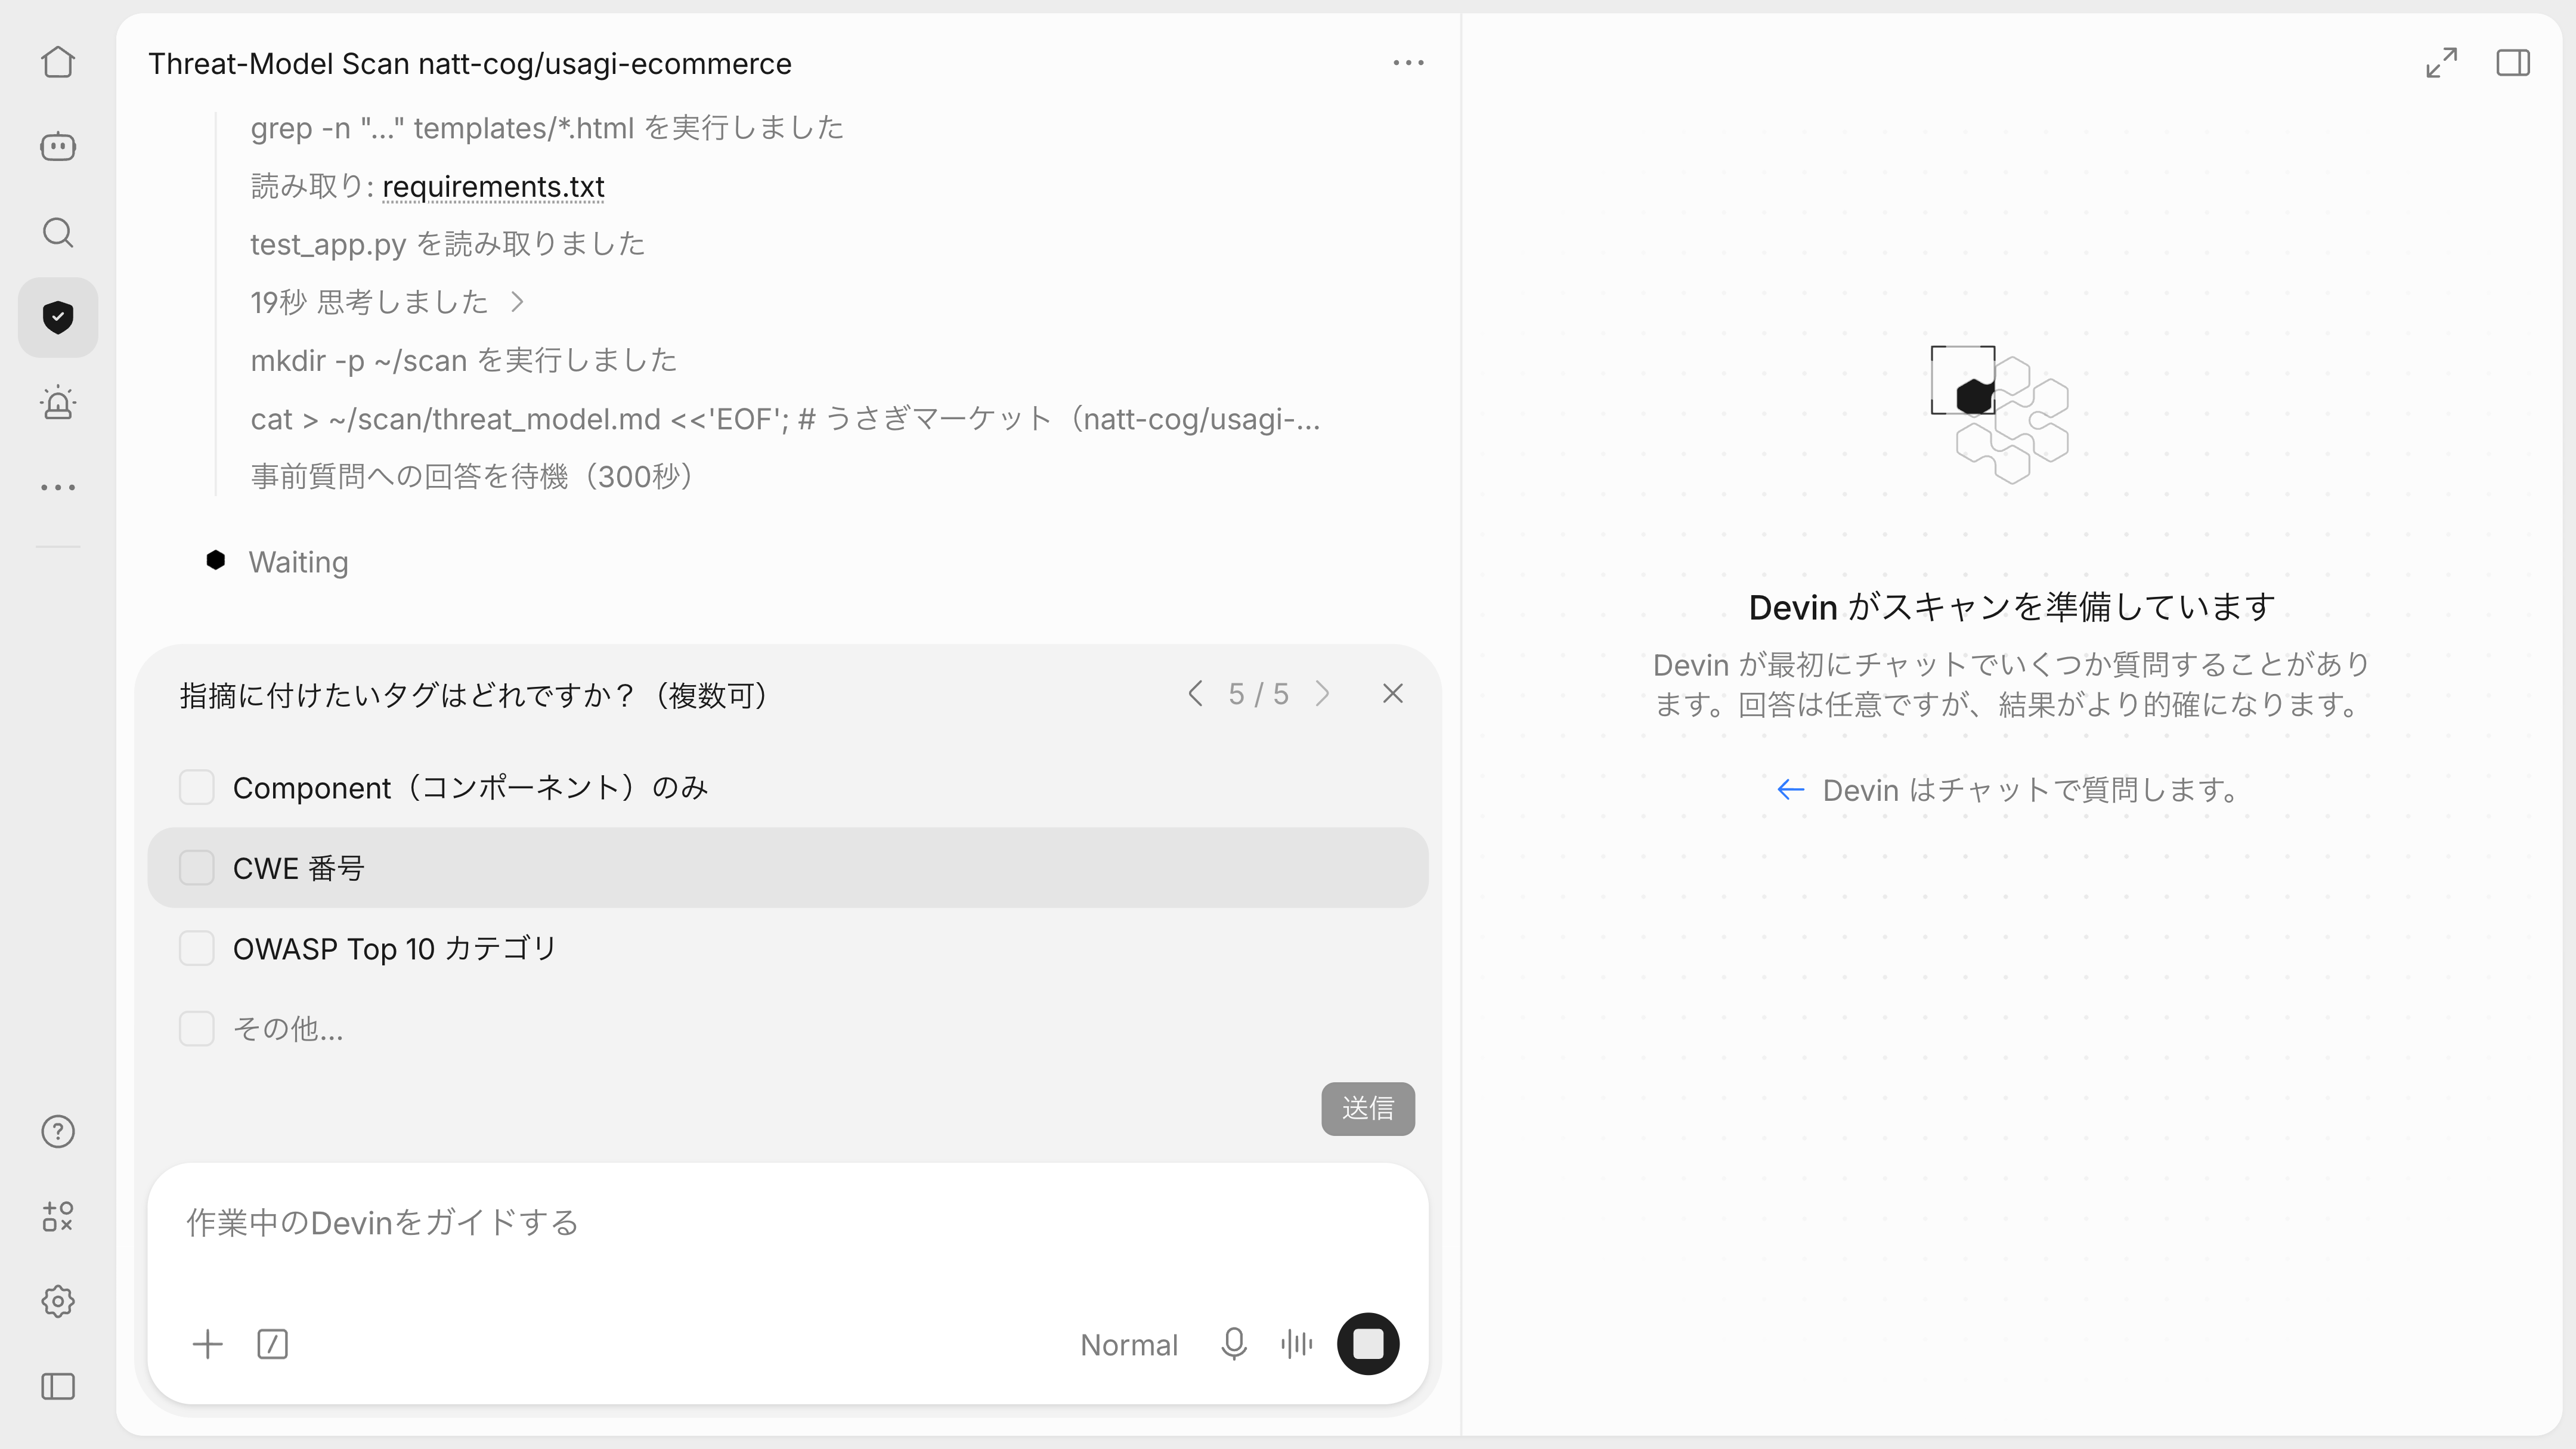 Threat-Model Scan natt-cog/usagi-ecommerce
grep -n "..." templates/*.html を実行しました
読み取り: requirements.txt
test_app.py を読み取りました
19秒 思考しました
mkdir -p ~/scan を実行しました
cat > ~/scan/threat_model.md <<'EOF'; # うさぎマーケット（natt-cog/usagi-...
事前質問への回答を待機（300秒）
Waiting
指摘に付けたいタグはどれですか？（複数可）
5 / 5
Component（コンポーネント）のみ
CWE 番号
OWASP Top 10 カテゴリ
その他...
送信
作業中のDevinをガイドする
Normal
Devin がスキャンを準備しています
Devin が最初にチャットでいくつか質問することがあり
ます。回答は任意ですが、結果がより的確になります。
← Devin はチャットで質問します。